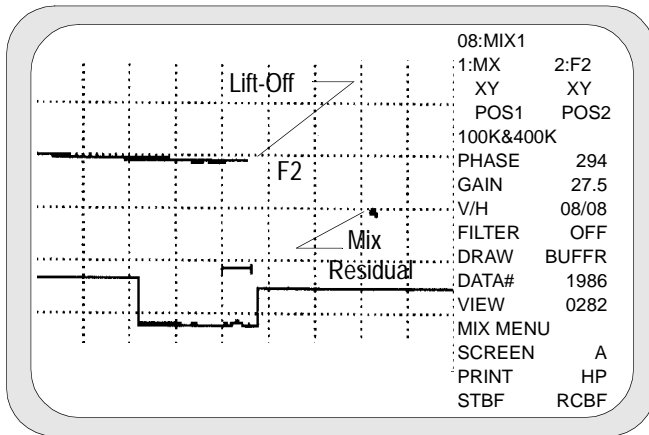 Lift-Off
F2
Mix
Residual
08:MIX1
1:MX 2:F2
XY XY
POS1 POS2
100K&400K
PHASE 294
GAIN 27.5
V/H 08/08
FILTER OFF
DRAW BUFFR
DATA# 1986
VIEW 0282
MIX MENU
SCREEN A
PRINT HP
STBF RCBF